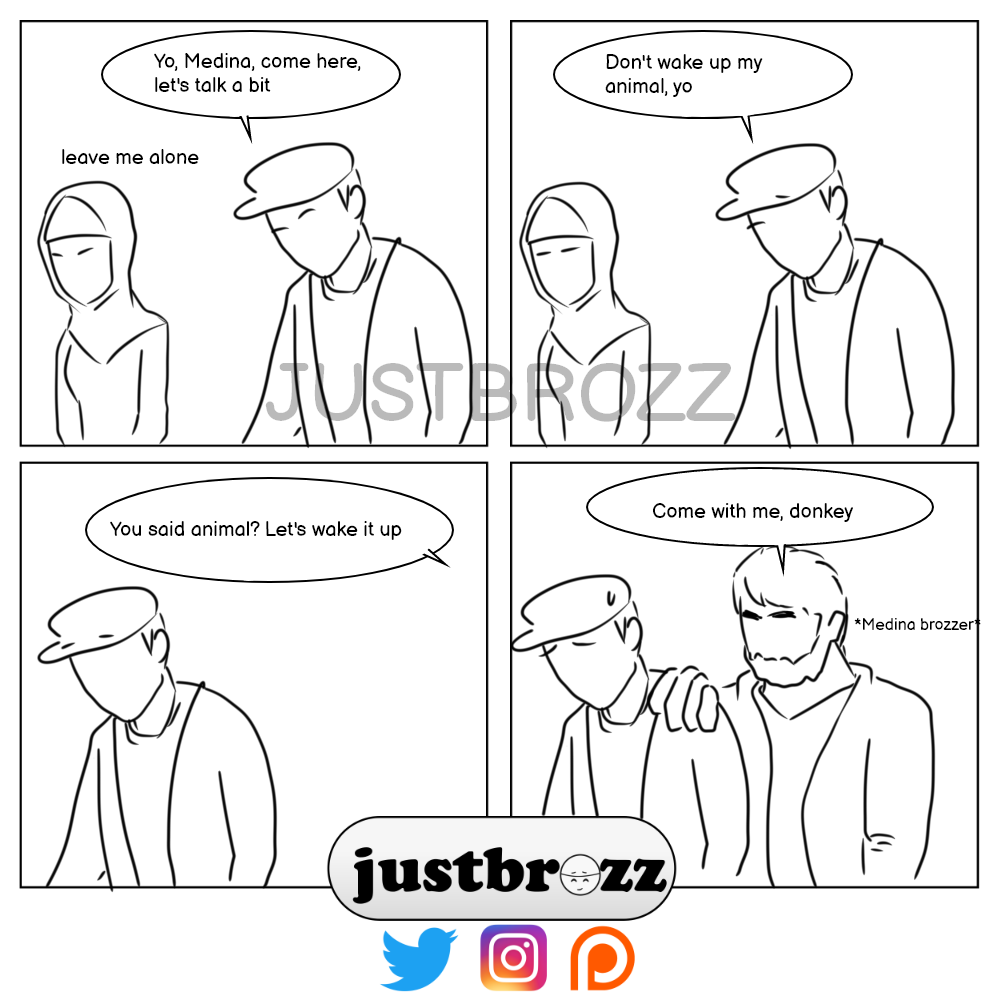 Yo, Medina, come here,
let's talk a bit
leave me alone
Don't wake up my
animal, yo
JUSTBROZZ
You said animal? Let's wake it up
Come with me, donkey
*Medina brozzer*
justbrozz